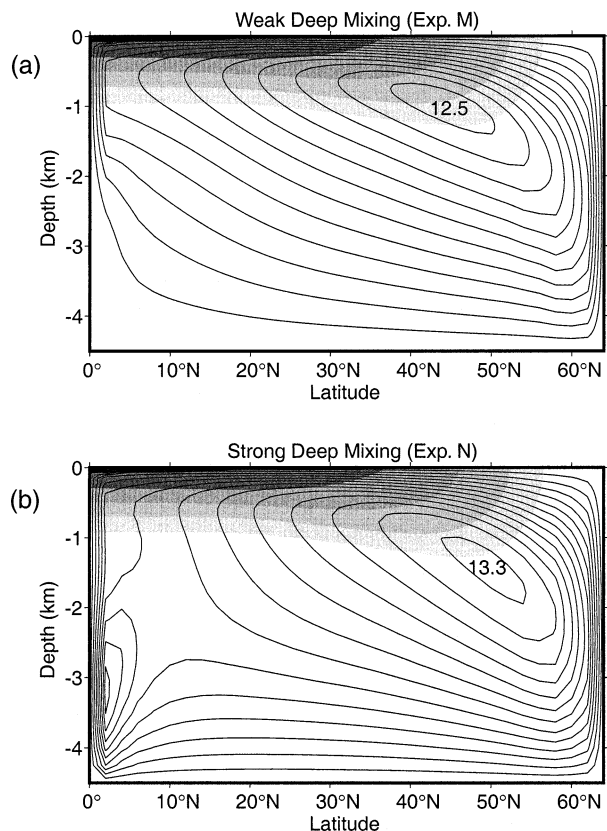 Weak Deep Mixing (Exp. M)
(a)
0
-1
-2
-3
-4
Depth (km)
12.5
0° 10°N 20°N 30°N 40°N 50°N 60°N
Latitude
Strong Deep Mixing (Exp. N)
(b)
0
-1
-2
-3
-4
Depth (km)
13.3
0° 10°N 20°N 30°N 40°N 50°N 60°N
Latitude